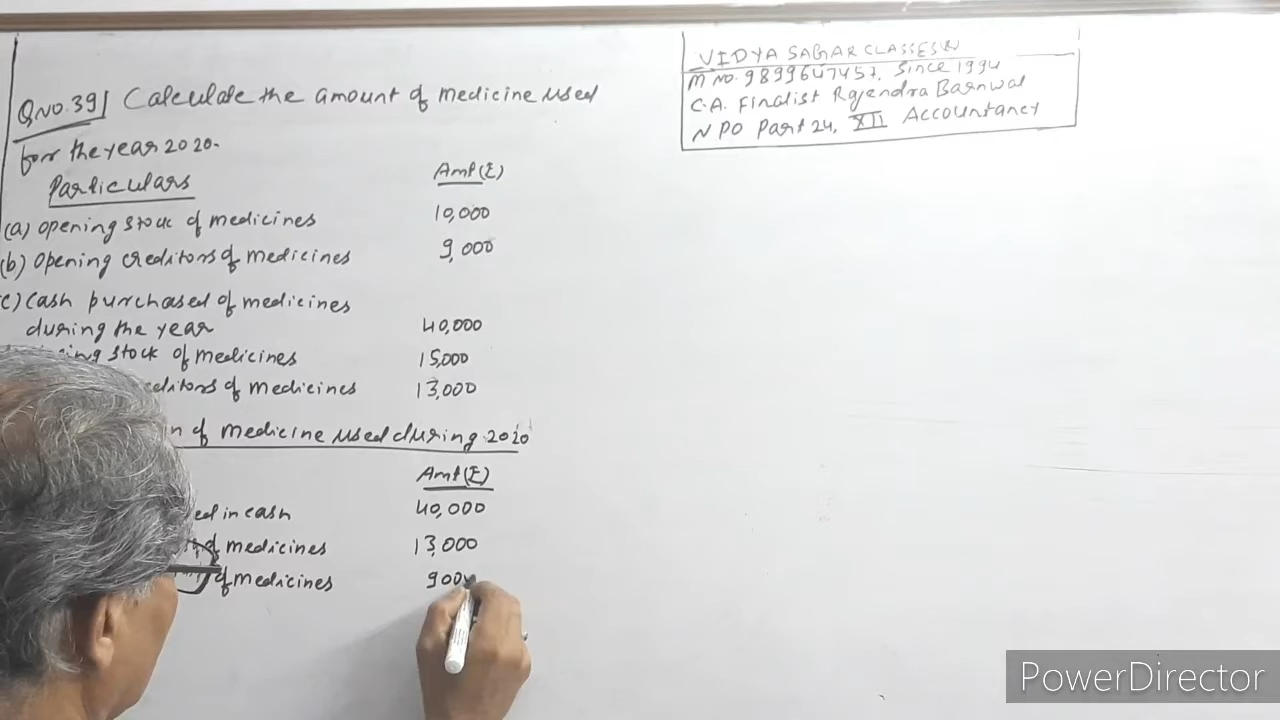 VIDYA SAGAR CLASSES
M NO. 9899647457, Since 1994
C.A. Finalist Rajendra Barnwal
NPO Part 24, XII Accountancy
Q NO. 39) Calculate the amount of medicine used
for the year 2020.
Particulars Amt(₹)
(a) opening stock of medicines 10,000
(b) opening creditors of medicines 9,000
c) cash purchased of medicines
during the year 40,000
stock of medicines 15,000
of medicines 13,000
of medicine used during 2020
Amt(₹)
in cash 40,000
of medicines 13,000
of medicines 900
PowerDirector